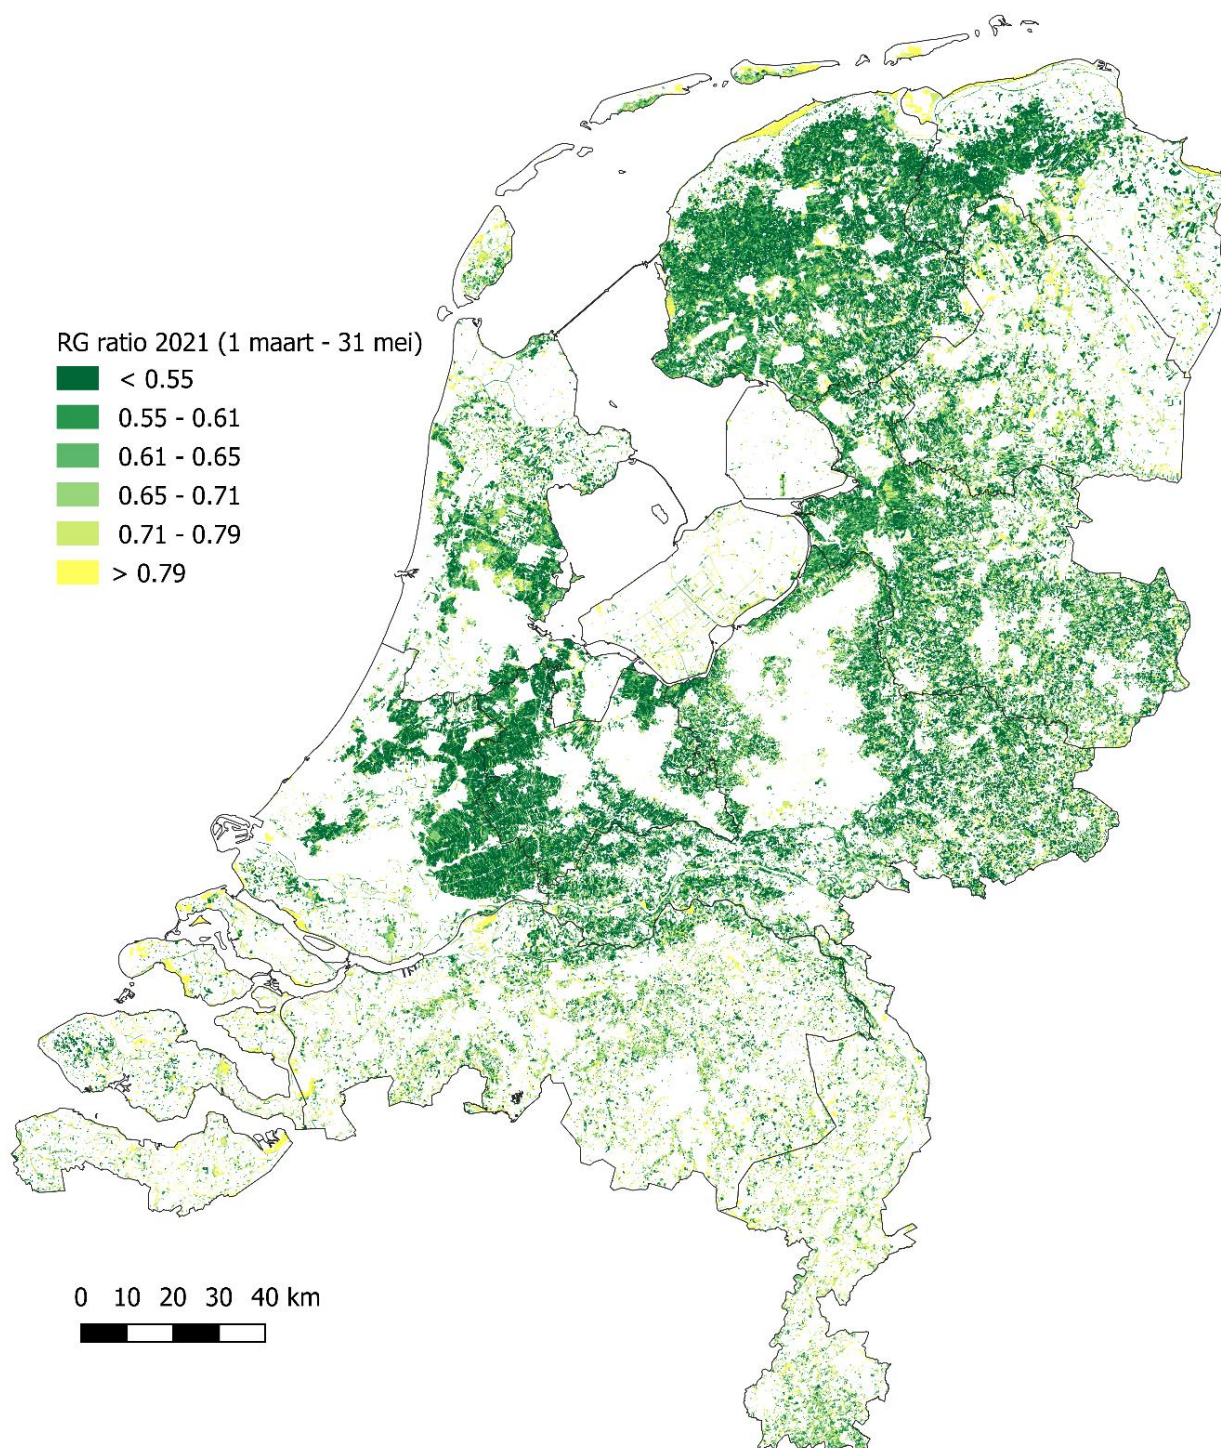 RG ratio 2021 (1 maart - 31 mei)
< 0.55
0.55 - 0.61
0.61 - 0.65
0.65 - 0.71
0.71 - 0.79
> 0.79
0 10 20 30 40 km